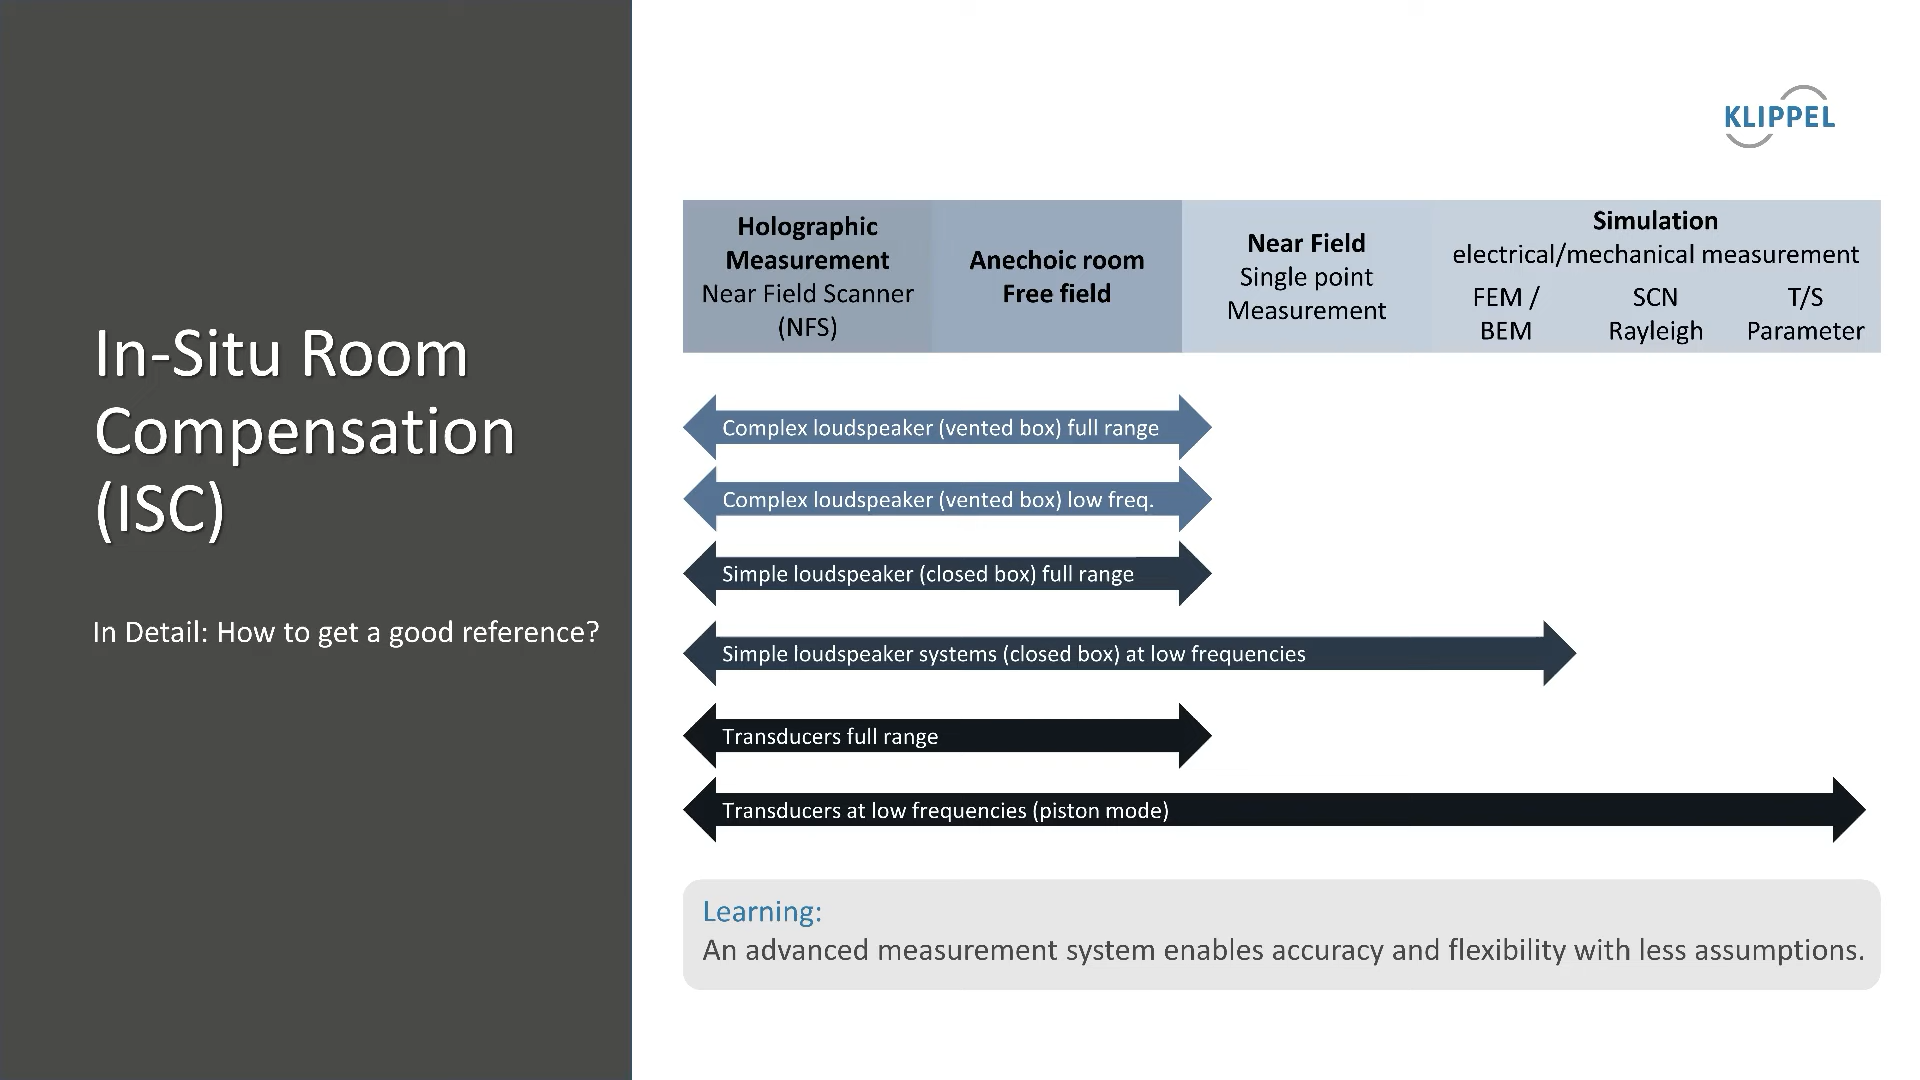 In-Situ Room
Compensation
(ISC)
In Detail: How to get a good reference?
KLIPPEL
Holographic
Measurement
Near Field Scanner
(NFS)
Anechoic room
Free field
Near Field
Single point
Measurement
Simulation
electrical/mechanical measurement
FEM /
BEM
SCN
Rayleigh
T/S
Parameter
Complex loudspeaker (vented box) full range
Complex loudspeaker (vented box) low freq.
Simple loudspeaker (closed box) full range
Simple loudspeaker systems (closed box) at low frequencies
Transducers full range
Transducers at low frequencies (piston mode)
Learning:
An advanced measurement system enables accuracy and flexibility with less assumptions.